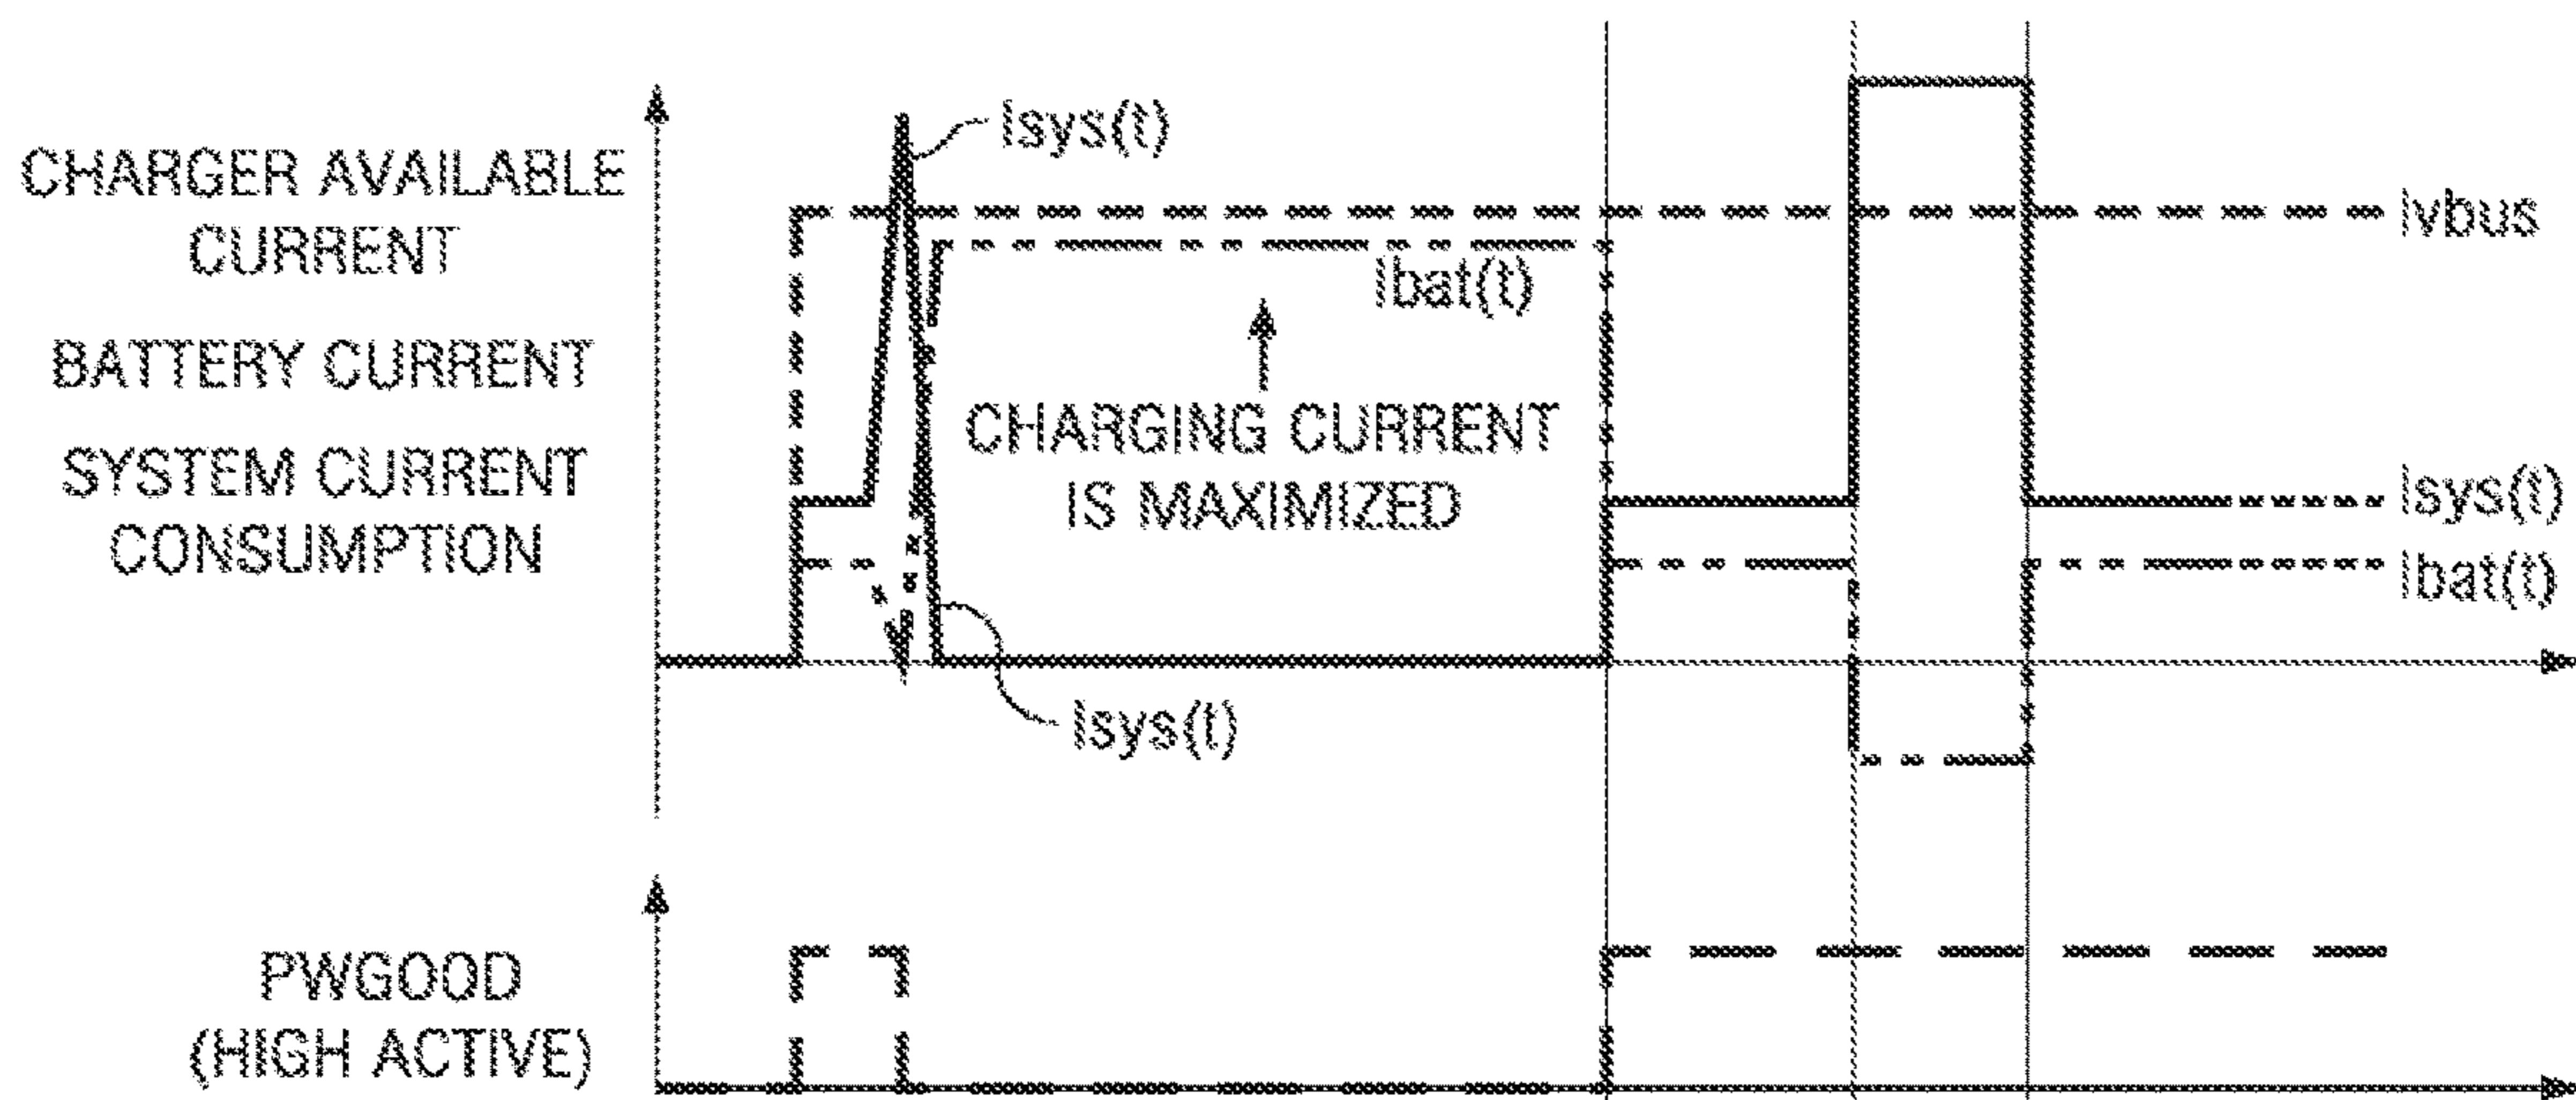 CHARGER AVAILABLE
CURRENT
BATTERY CURRENT
SYSTEM CURRENT
CONSUMPTION
Isys(t)
Ivbus
Ibat(t)
CHARGING CURRENT
IS MAXIMIZED
Isys(t)
Ibat(t)
Isys(t)
PWGOOD
(HIGH ACTIVE)